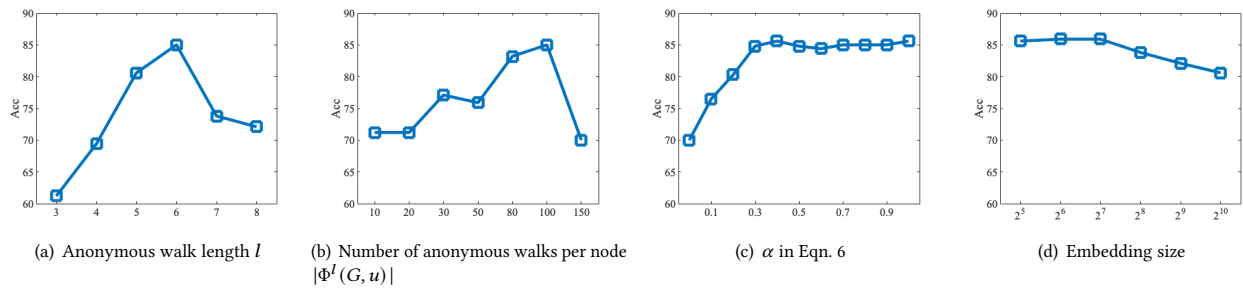 90
85
80
75
70
65
60
Acc
3 4 5 6 7 8
(a) Anonymous walk length l
90
85
80
75
70
65
60
Acc
10 20 30 50 80 100 150
(b) Number of anonymous walks per node
|Φ^l(G, u)|
90
85
80
75
70
65
60
Acc
0.1 0.3 0.5 0.7 0.9
(c) α in Eqn. 6
90
85
80
75
70
65
60
Acc
2^5 2^6 2^7 2^8 2^9 2^10
(d) Embedding size